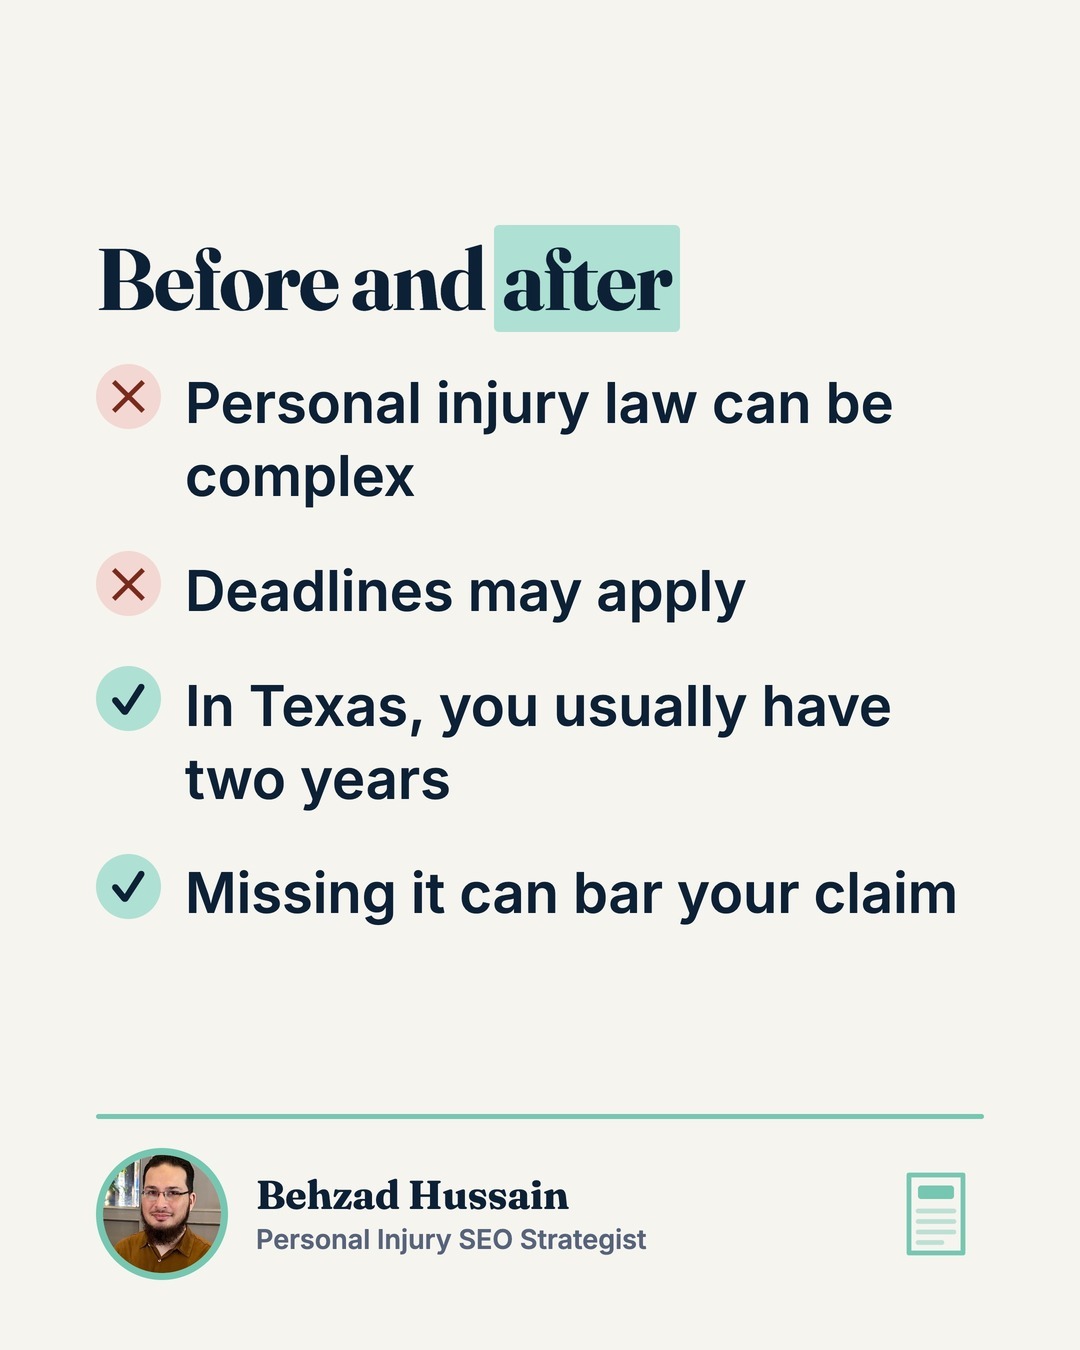 Before and after
Personal injury law can be
complex
Deadlines may apply
In Texas, you usually have
two years
Missing it can bar your claim
Behzad Hussain
Personal Injury SEO Strategist